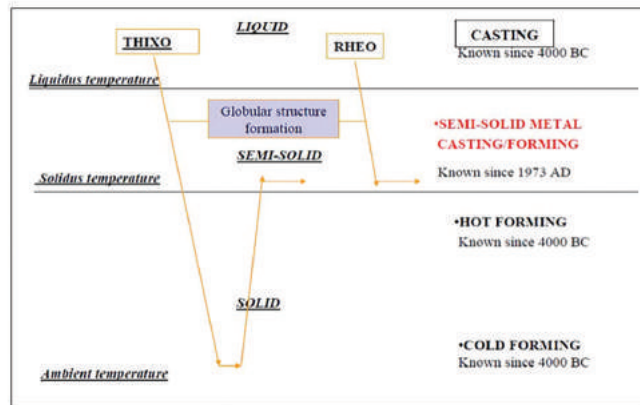 LIQUID
THIXO
RHEO
CASTING
Known since 4000 BC
Liquidus temperature
Globular structure
formation
•SEMI-SOLID METAL
CASTING/FORMING
SEMI-SOLID
Known since 1973 AD
Solidus temperature
•HOT FORMING
Known since 4000 BC
SOLID
•COLD FORMING
Known since 4000 BC
Ambient temperature